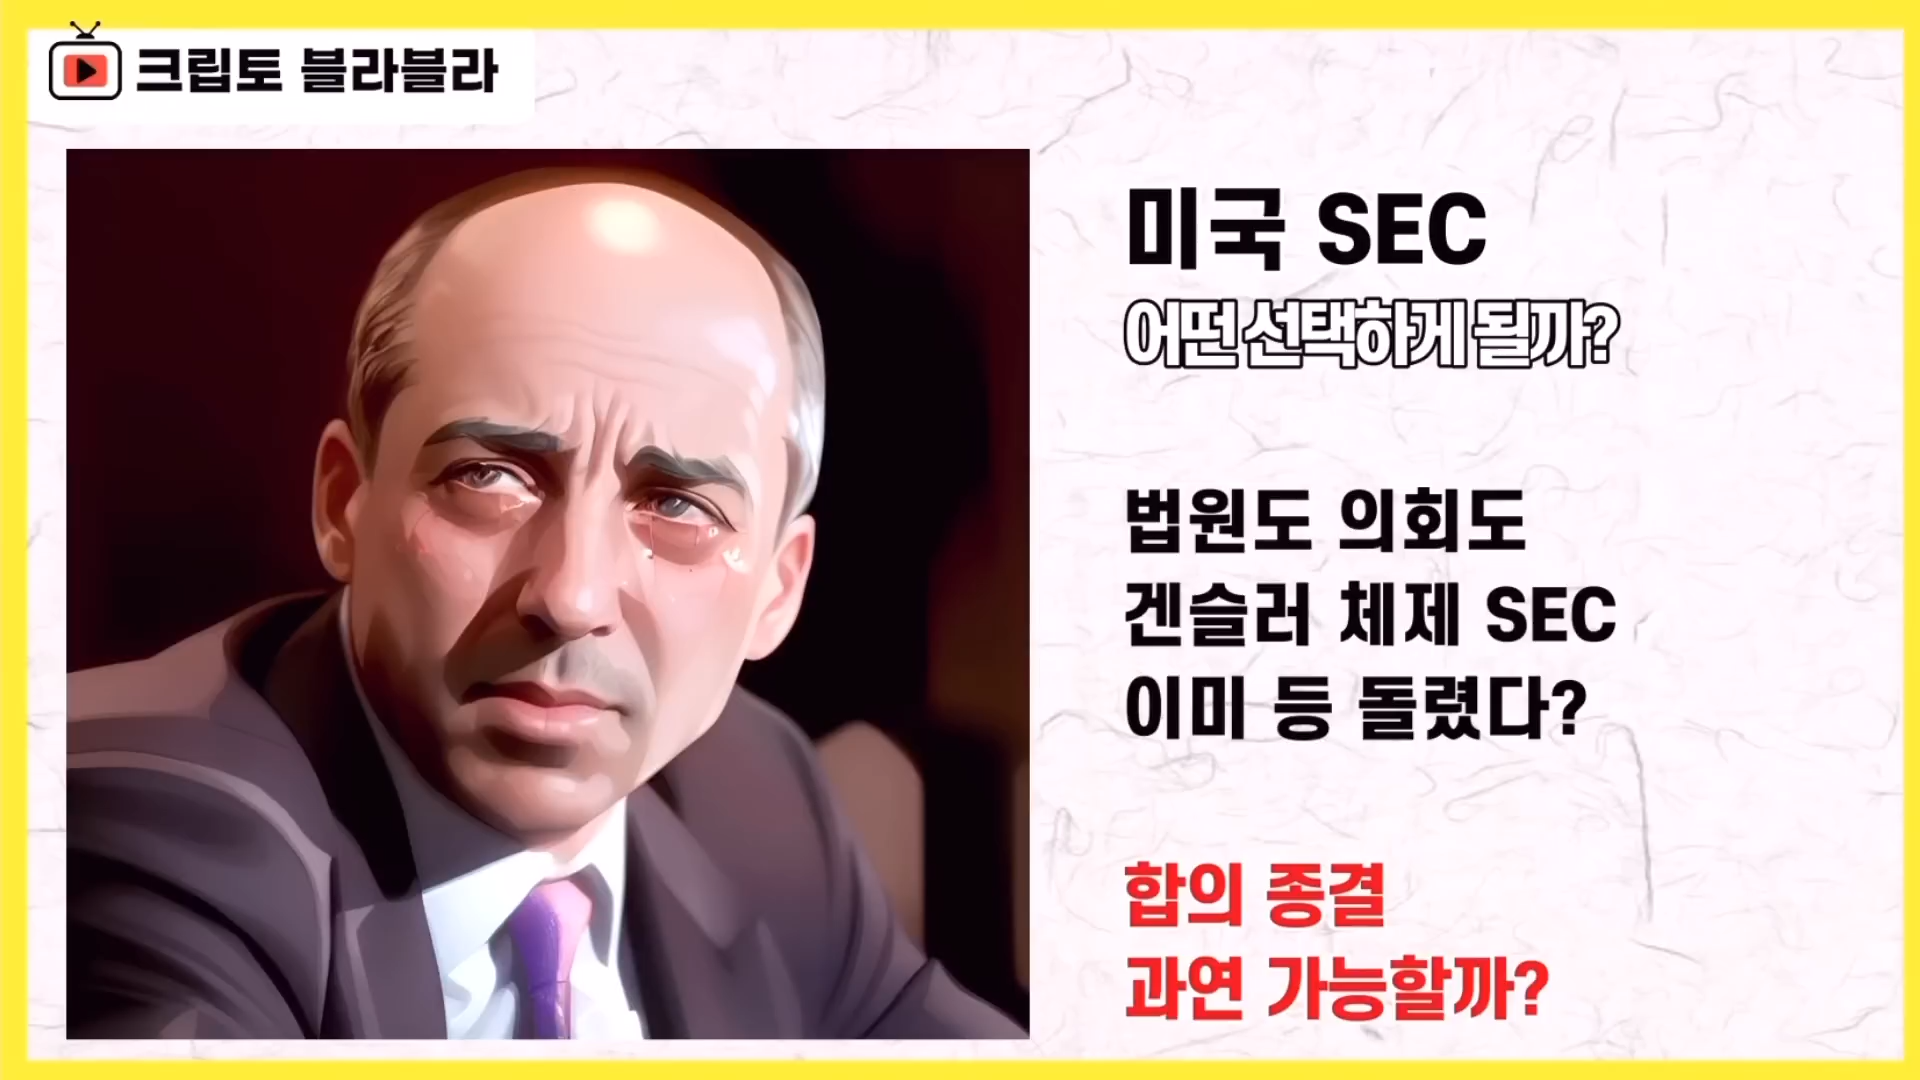 크립토 블라블라
미국 SEC
어떤 선택하게 될까?
법원도 의회도
겐슬러 체제 SEC
이미 등 돌렸다?
합의 종결
과연 가능할까?